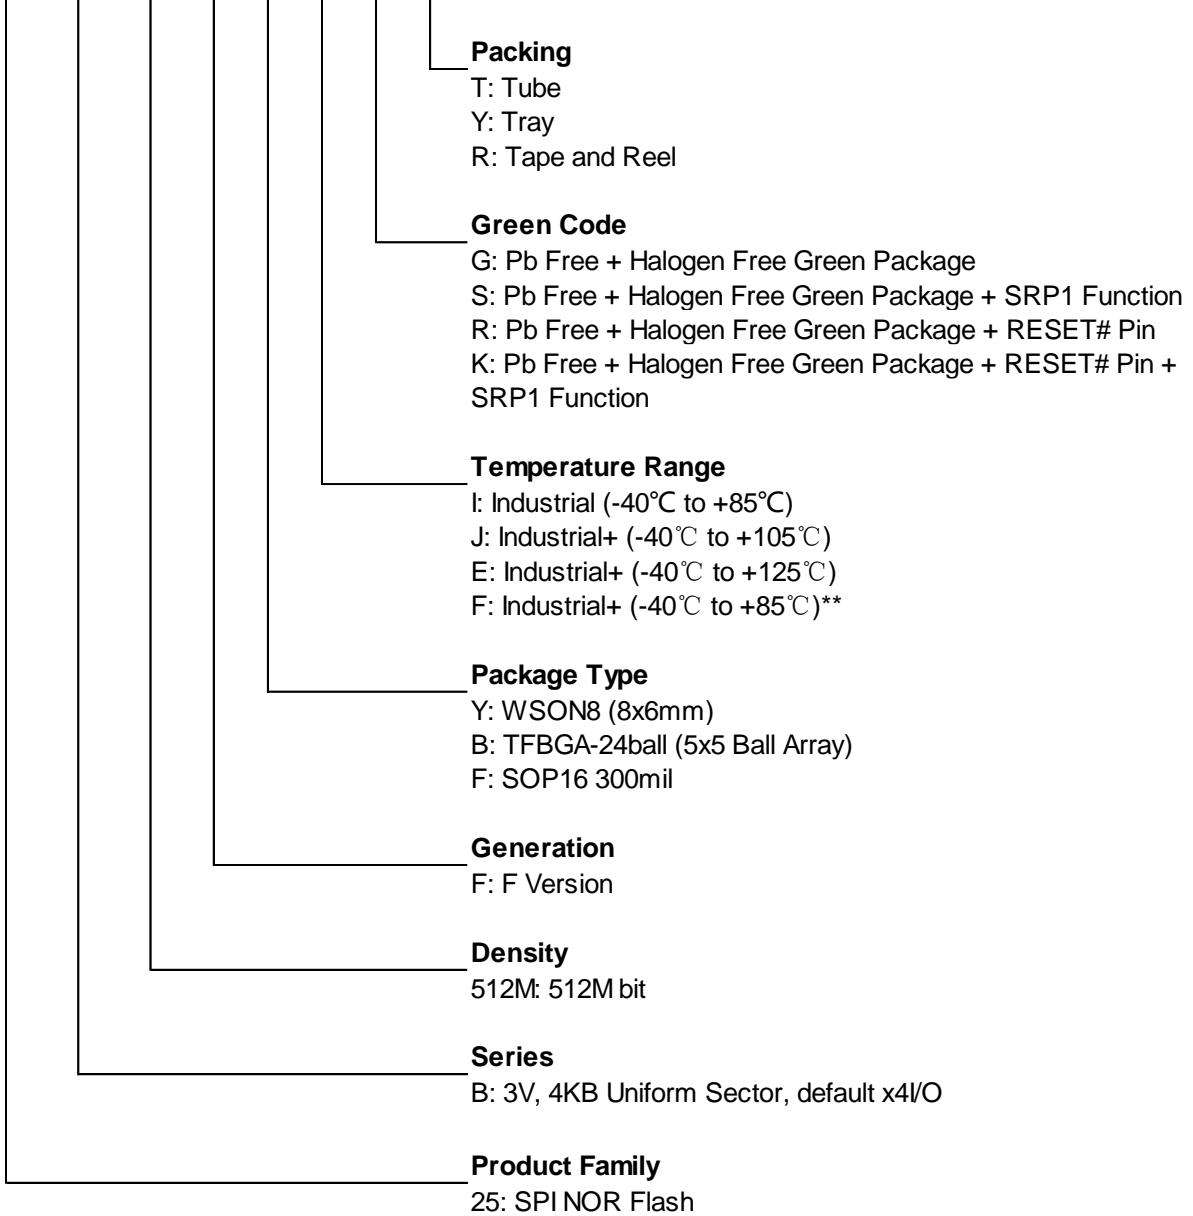 Packing
T: Tube
Y: Tray
R: Tape and Reel
Green Code
G: Pb Free + Halogen Free Green Package
S: Pb Free + Halogen Free Green Package + SRP1 Function
R: Pb Free + Halogen Free Green Package + RESET# Pin
K: Pb Free + Halogen Free Green Package + RESET# Pin +
SRP1 Function
Temperature Range
I: Industrial (-40℃ to +85℃)
J: Industrial+ (-40℃ to +105℃)
E: Industrial+ (-40℃ to +125℃)
F: Industrial+ (-40℃ to +85℃)**
Package Type
Y: WSON8 (8x6mm)
B: TFBGA-24ball (5x5 Ball Array)
F: SOP16 300mil
Generation
F: F Version
Density
512M: 512M bit
Series
B: 3V, 4KB Uniform Sector, default x4I/O
Product Family
25: SPI NOR Flash